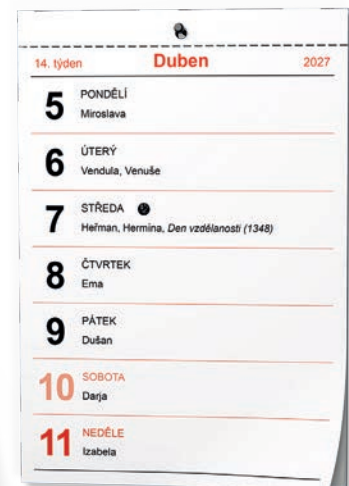 14. týden Duben 2027
5 PONDĚLÍ
Miroslava
6 ÚTERÝ
Vendula, Venuše
7 STŘEDA
Heřman, Hermína, Den vzdělanosti (1348)
8 ČTVRTEK
Ema
9 PÁTEK
Dušan
10 SOBOTA
Darja
11 NEDĚLE
Izabela